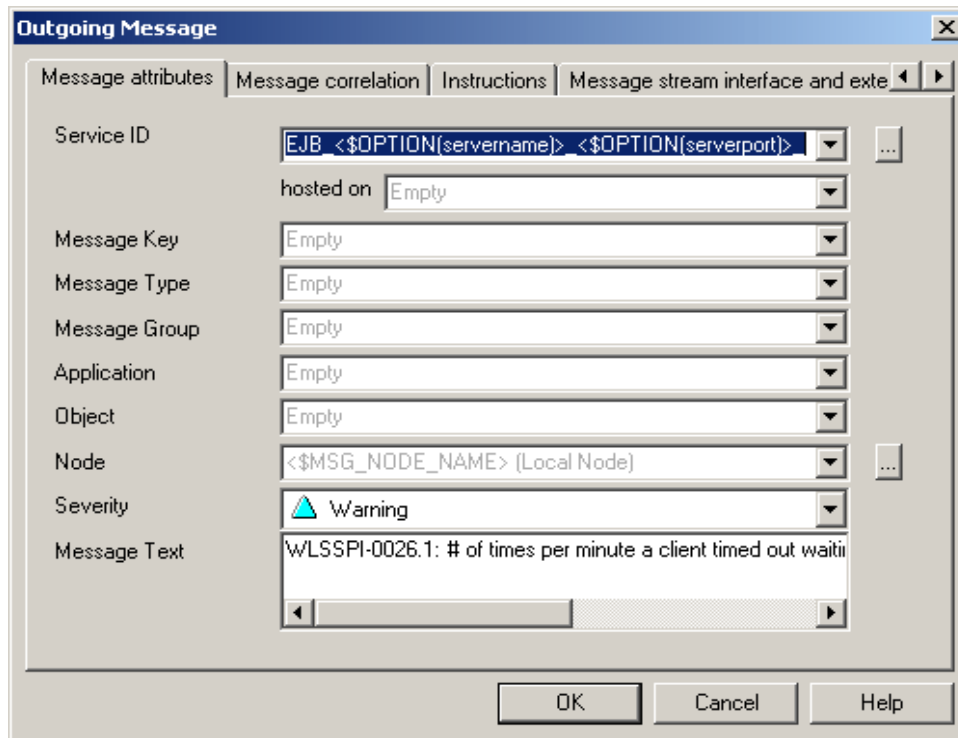 Outgoing Message
Message attributes Message correlation Instructions Message stream interface and exte
Service ID EJB_<$OPTION(servername)>_<$OPTION(serverport)>_ ...
hosted on Empty
Message Key Empty
Message Type Empty
Message Group Empty
Application Empty
Object Empty
Node <$MSG_NODE_NAME> (Local Node) ...
Severity Warning
Message Text WLSSPI-0026.1: # of times per minute a client timed out waitin
OK Cancel Help